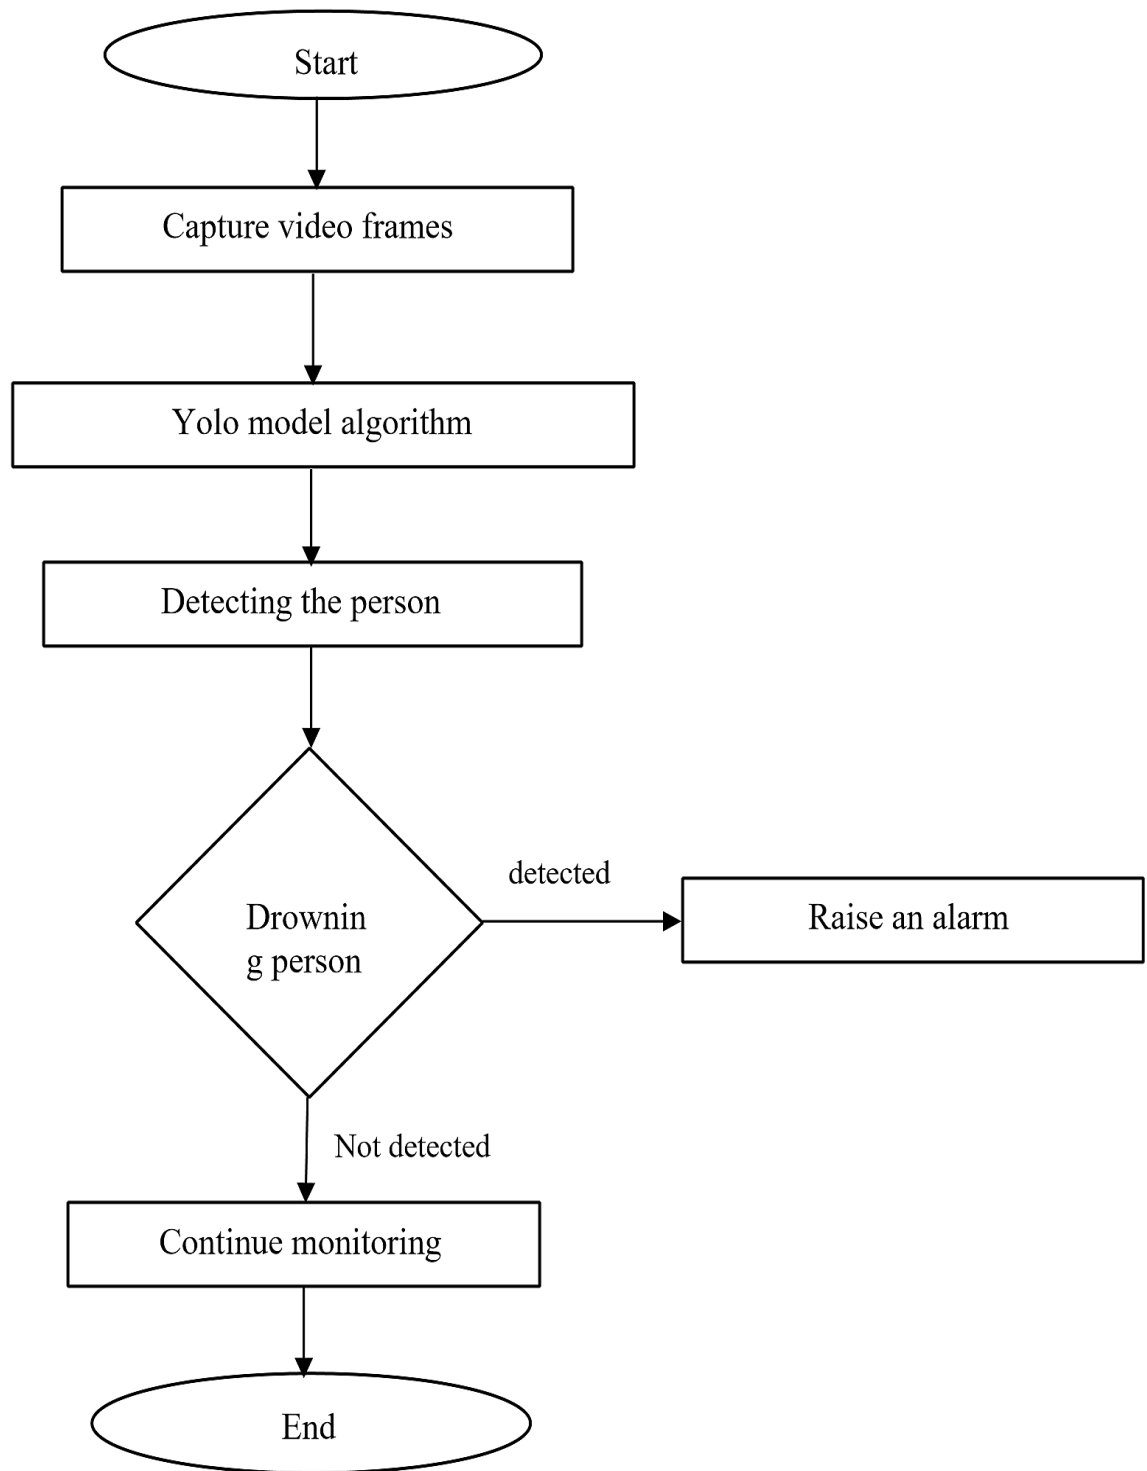 Start
Capture video frames
Yolo model algorithm
Detecting the person
detected
Drownin
g person
Raise an alarm
Not detected
Continue monitoring
End